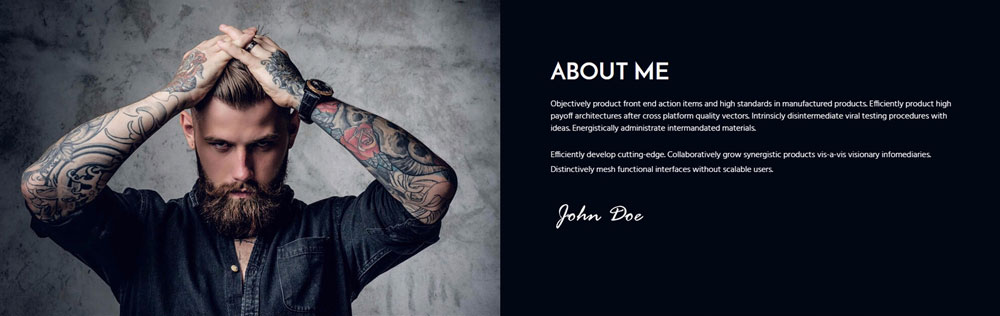 ABOUT ME
Objectively product front end action items and high standards in manufactured products. Efficiently product high
payoff architectures after cross platform quality vectors. Intrinsicly disintermediate viral testing procedures with
ideas. Energistically administrate intermandated materials.
Efficiently develop cutting-edge. Collaboratively grow synergistic products vis-a-vis visionary infomediaries.
Distinctively mesh functional interfaces without scalable users.
John Doe